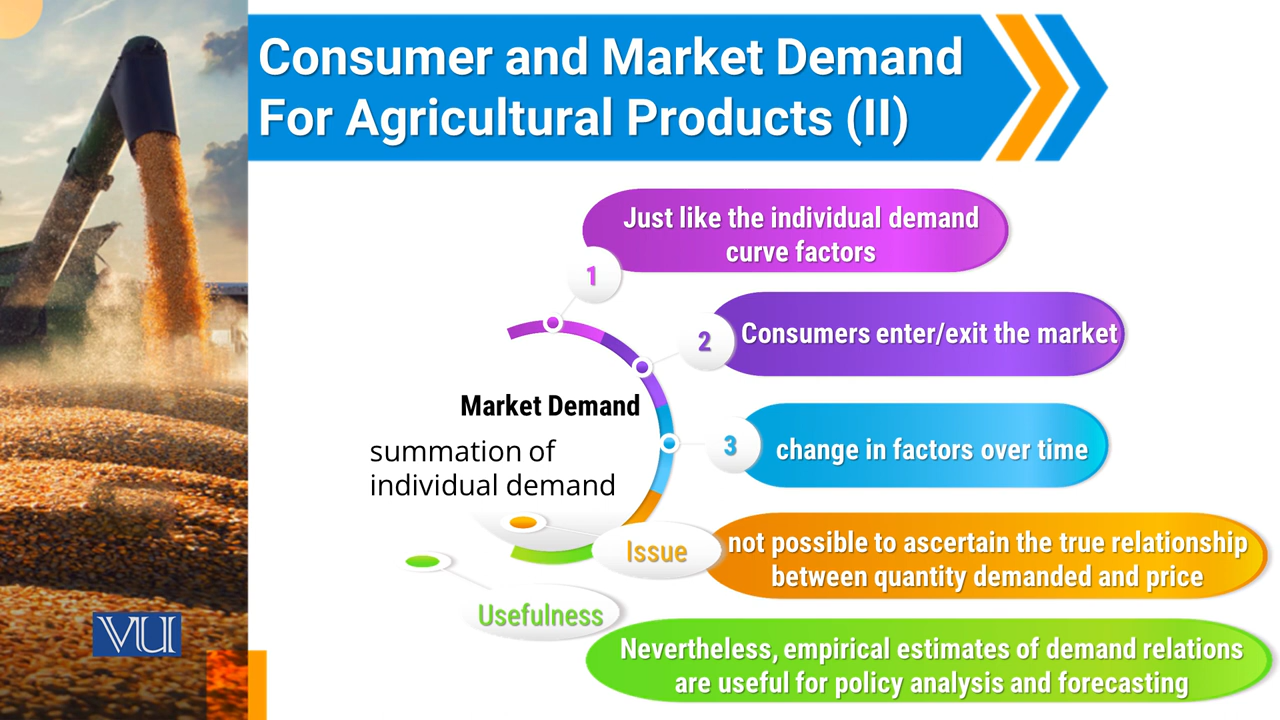 Consumer and Market Demand
For Agricultural Products (II)
Just like the individual demand
curve factors
1
2
Consumers enter/exit the market
Market Demand
summation of
individual demand
3
change in factors over time
Issue
not possible to ascertain the true relationship
between quantity demanded and price
Usefulness
Nevertheless, empirical estimates of demand relations
are useful for policy analysis and forecasting
VU